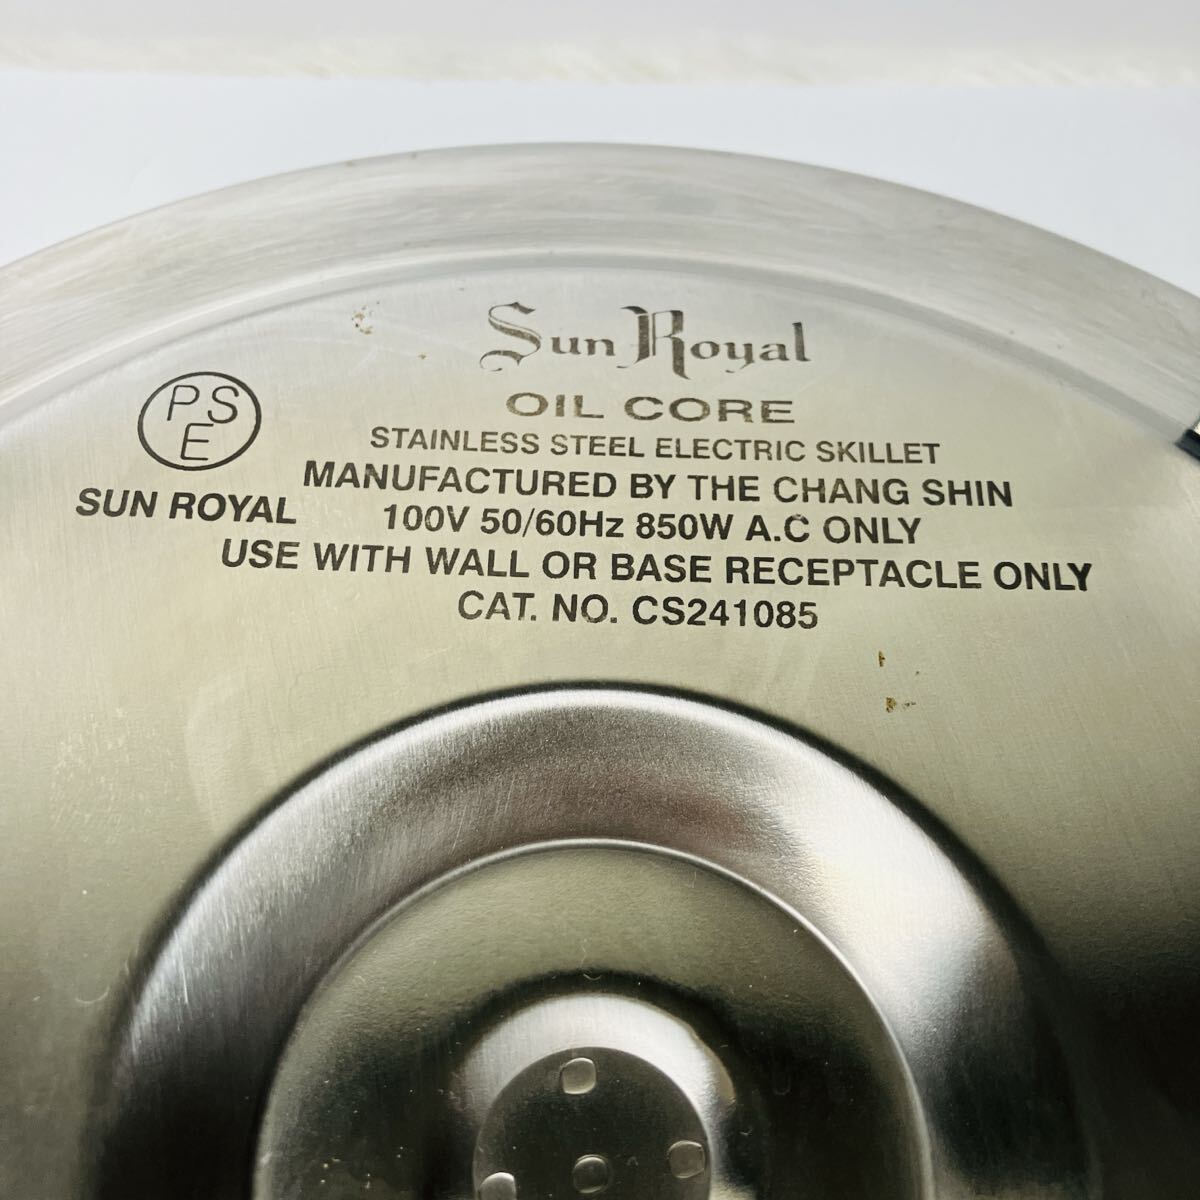 Sun Royal
OIL CORE
PS
E
STAINLESS STEEL ELECTRIC SKILLET
MANUFACTURED BY THE CHANG SHIN
SUN ROYAL 100V 50/60Hz 850W A.C ONLY
USE WITH WALL OR BASE RECEPTACLE ONLY
CAT. NO. CS241085